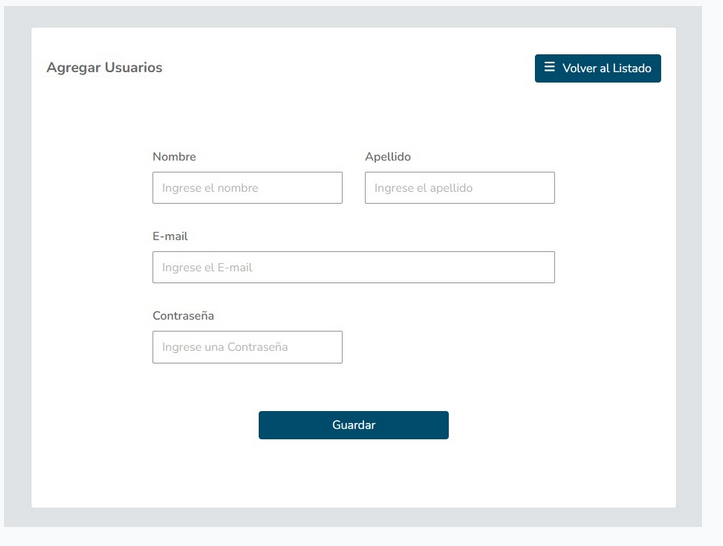 Agregar Usuarios
Volver al Listado
Nombre
Apellido
Ingrese el nombre
Ingrese el apellido
E-mail
Ingrese el E-mail
Contraseña
Ingrese una Contraseña
Guardar